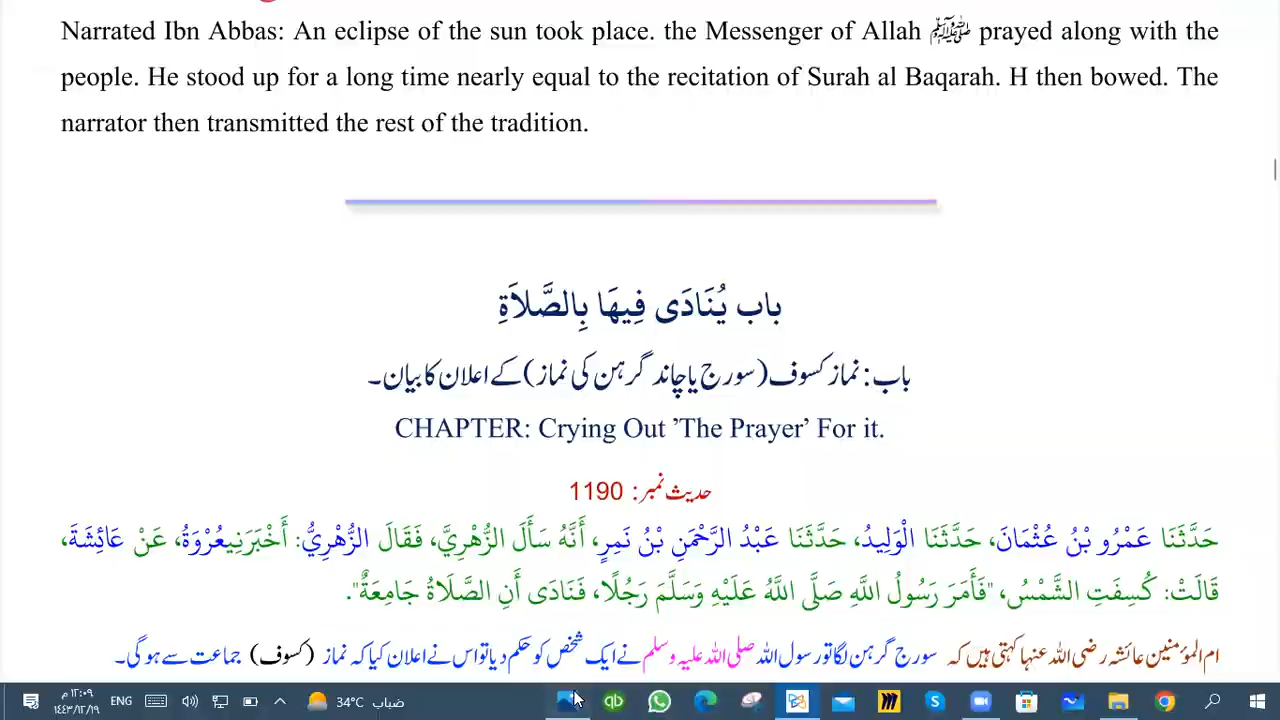 Narrated Ibn Abbas: An eclipse of the sun took place. the Messenger of Allah ﷺ prayed along with the
people. He stood up for a long time nearly equal to the recitation of Surah al Baqarah. H then bowed. The
narrator then transmitted the rest of the tradition.
باب يُنَادَى فِيهَا بِالصَّلاَةِ
باب: نماز کسوف (سورج یا چاند گرہن کی نماز) کے اعلان کا بیان۔
CHAPTER: Crying Out ’The Prayer’ For it.
حدیث نمبر: 1190
حَدَّثَنَا عَمْرُو بْنُ عُثْمَانَ، حَدَّثَنَا الْوَلِيدُ، حَدَّثَنَا عَبْدُ الرَّحْمَنِ بْنُ نَمِرٍ، أَنَّهُ سَأَلَ الزُّهْرِيَّ، فَقَالَ الزُّهْرِيُّ: أَخْبَرَنِيعُرْوَةُ، عَنْ عَائِشَةَ،
قَالَتْ: كُسِفَتِ الشَّمْسُ، "فَأَمَرَ رَسُولُ اللَّهِ صَلَّى اللَّهُ عَلَيْهِ وَسَلَّمَ رَجُلًا، فَنَادَى أَنِ الصَّلَاةُ جَامِعَةٌ".
ام المؤمنین عائشہ رضی اللہ عنہا کہتی ہیں کہ سورج گرہن لگا تو رسول اللہ صلی اللہ علیہ وسلم نے ایک شخص کو حکم دیا تو اس نے اعلان کیا کہ نماز (کسوف) جماعت سے ہو گی۔
١٢:٠٩ م
١٤٤٣/١٢/١٩
ENG
34°C ضباب